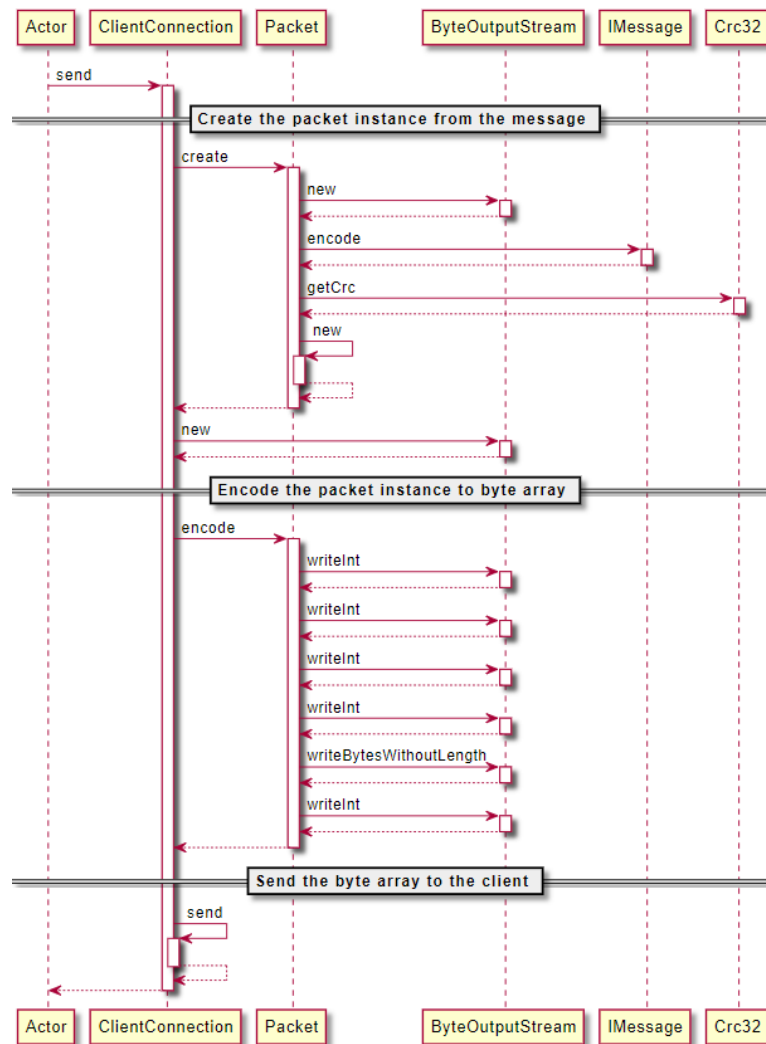 Actor ClientConnection Packet ByteOutputStream IMessage Crc32
send
Create the packet instance from the message
create
new
encode
getCrc
new
new
Encode the packet instance to byte array
encode
writeInt
writeInt
writeInt
writeInt
writeBytesWithoutLength
writeInt
Send the byte array to the client
send
Actor ClientConnection Packet ByteOutputStream IMessage Crc32